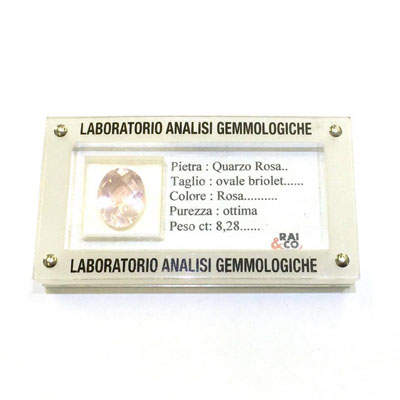 LABORATORIO ANALISI GEMMOLOGICHE
Pietra : Quarzo Rosa..
Taglio : ovale briolet......
Colore : Rosa..........
Purezza : ottima
Peso ct: 8,28......
RAI
&CO.
LABORATORIO ANALISI GEMMOLOGICHE